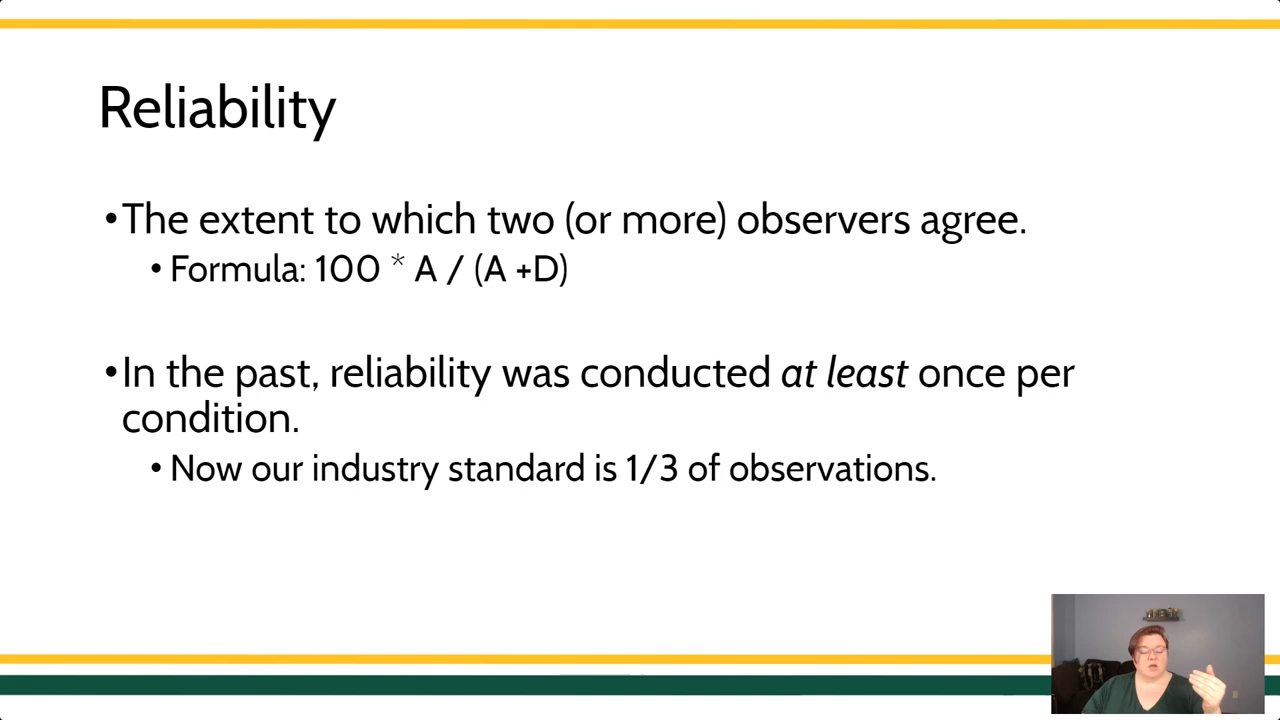 Reliability
•The extent to which two (or more) observers agree.
• Formula: 100 * A / (A +D)
•In the past, reliability was conducted at least once per
condition.
• Now our industry standard is 1/3 of observations.